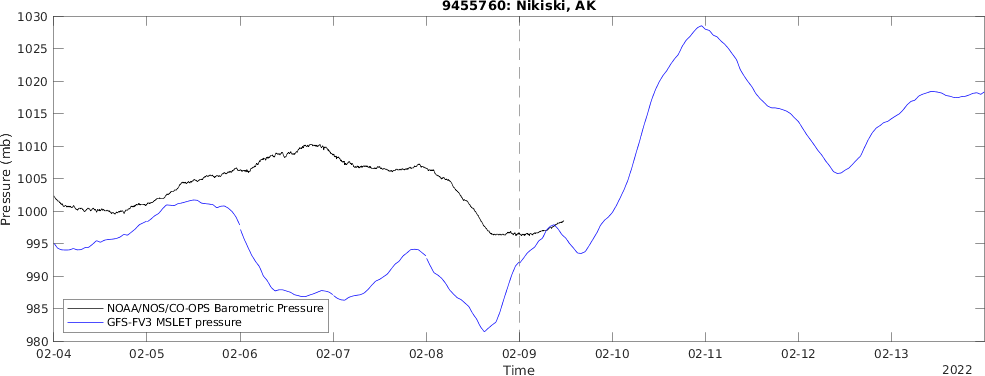 9455760: Nikiski, AK
1030
1025
1020
1015
1010
1005
1000
995
990
985
980
Pressure (mb)
NOAA/NOS/CO-OPS Barometric Pressure
GFS-FV3 MSLET pressure
02-04 02-05 02-06 02-07 02-08 02-09 02-10 02-11 02-12 02-13
Time
2022